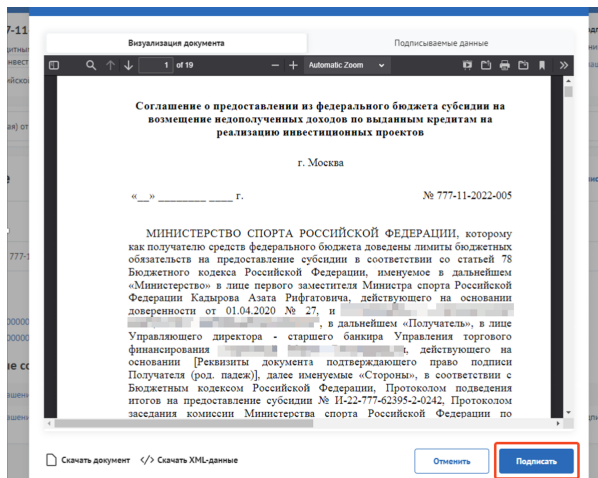 7-11
Визуализация документа
Подписываемые данные
1 of 19
Automatic Zoom
Соглашение о предоставлении из федерального бюджета субсидии на
возмещение недополученных доходов по выданным кредитам на
реализацию инвестиционных проектов
г. Москва
«__» ________ ____ г.
№ 777-11-2022-005
МИНИСТЕРСТВО СПОРТА РОССИЙСКОЙ ФЕДЕРАЦИИ, которому
как получателю средств федерального бюджета доведены лимиты бюджетных
обязательств на предоставление субсидии в соответствии со статьей 78
Бюджетного кодекса Российской Федерации, именуемое в дальнейшем
«Министерство» в лице первого заместителя Министра спорта Российской
Федерации Кадырова Азата Рифгатовича, действующего на основании
доверенности от 01.04.2020 № 27, и
, в дальнейшем «Получатель», в лице
Управляющего директора - старшего банкира Управления торгового
финансирования , действующего на
основании [Реквизиты документа подтверждающего право подписи
Получателя (род. падеж)], далее именуемые «Стороны», в соответствии с
Бюджетным кодексом Российской Федерации, Протоколом подведения
итогов на предоставление субсидии № И-22-777-62395-2-0242, Протоколом
заседания комиссии Министерства спорта Российской Федерации по
Скачать документ
</> Скачать XML-данные
Отменить
Подписать